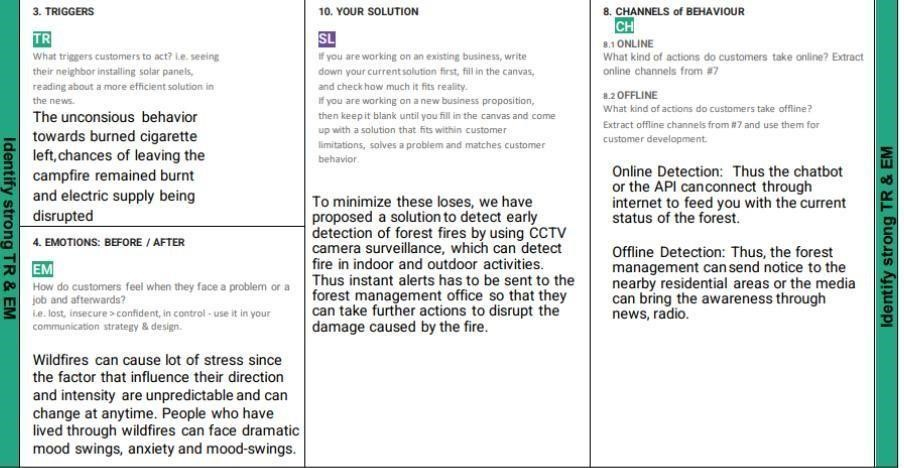 Identify strong TR & EM
3. TRIGGERS
TR
What triggers customers to act? i.e. seeing
their neighbor installing solar panels,
reading about a more efficient solution in
the news.
The unconsious behavior
towards burned cigarette
left,chances of leaving the
campfire remained burnt
and electric supply being
disrupted
4. EMOTIONS: BEFORE / AFTER
EM
How do customers feel when they face a problem or a
job and afterwards?
i.e. lost, insecure > confident, in control - use it in your
communication strategy & design.
Wildfires can cause lot of stress since
the factor that influence their direction
and intensity are unpredictable and can
change at anytime. People who have
lived through wildfires can face dramatic
mood swings, anxiety and mood-swings.
10. YOUR SOLUTION
SL
If you are working on an existing business, write
down your current solution first, fill in the canvas,
and check how much it fits reality.
If you are working on a new business proposition,
then keep it blank until you fill in the canvas and come
up with a solution that fits within customer
limitations, solves a problem and matches customer
behavior.
To minimize these loses, we have
proposed a solution to detect early
detection of forest fires by using CCTV
camera surveillance, which can detect
fire in indoor and outdoor activities.
Thus instant alerts has to be sent to the
forest management office so that they
can take further actions to disrupt the
damage caused by the fire.
8. CHANNELS of BEHAVIOUR
CH
8.1 ONLINE
What kind of actions do customers take online? Extract
online channels from #7
8.2 OFFLINE
What kind of actions do customers take offline?
Extract offline channels from #7 and use them for
customer development.
Online Detection: Thus the chatbot
or the API can connect through
internet to feed you with the current
status of the forest.
Offline Detection: Thus, the forest
management can send notice to the
nearby residential areas or the media
can bring the awareness through
news, radio.
Identify strong TR & EM